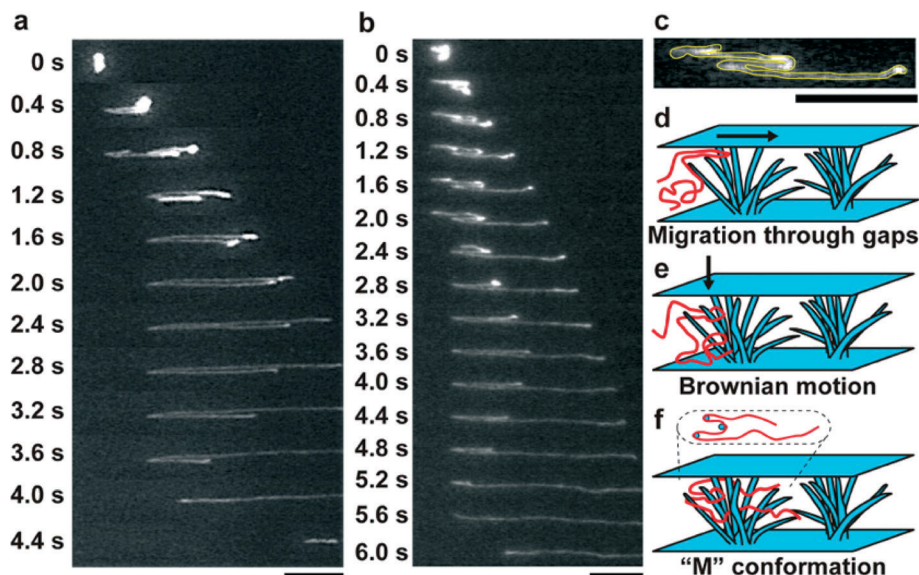 a
0 s
0.4 s
0.8 s
1.2 s
1.6 s
2.0 s
2.4 s
2.8 s
3.2 s
3.6 s
4.0 s
4.4 s
b
0 s
0.4 s
0.8 s
1.2 s
1.6 s
2.0 s
2.4 s
2.8 s
3.2 s
3.6 s
4.0 s
4.4 s
4.8 s
5.2 s
5.6 s
6.0 s
c
d
Migration through gaps
e
Brownian motion
f
“M” conformation